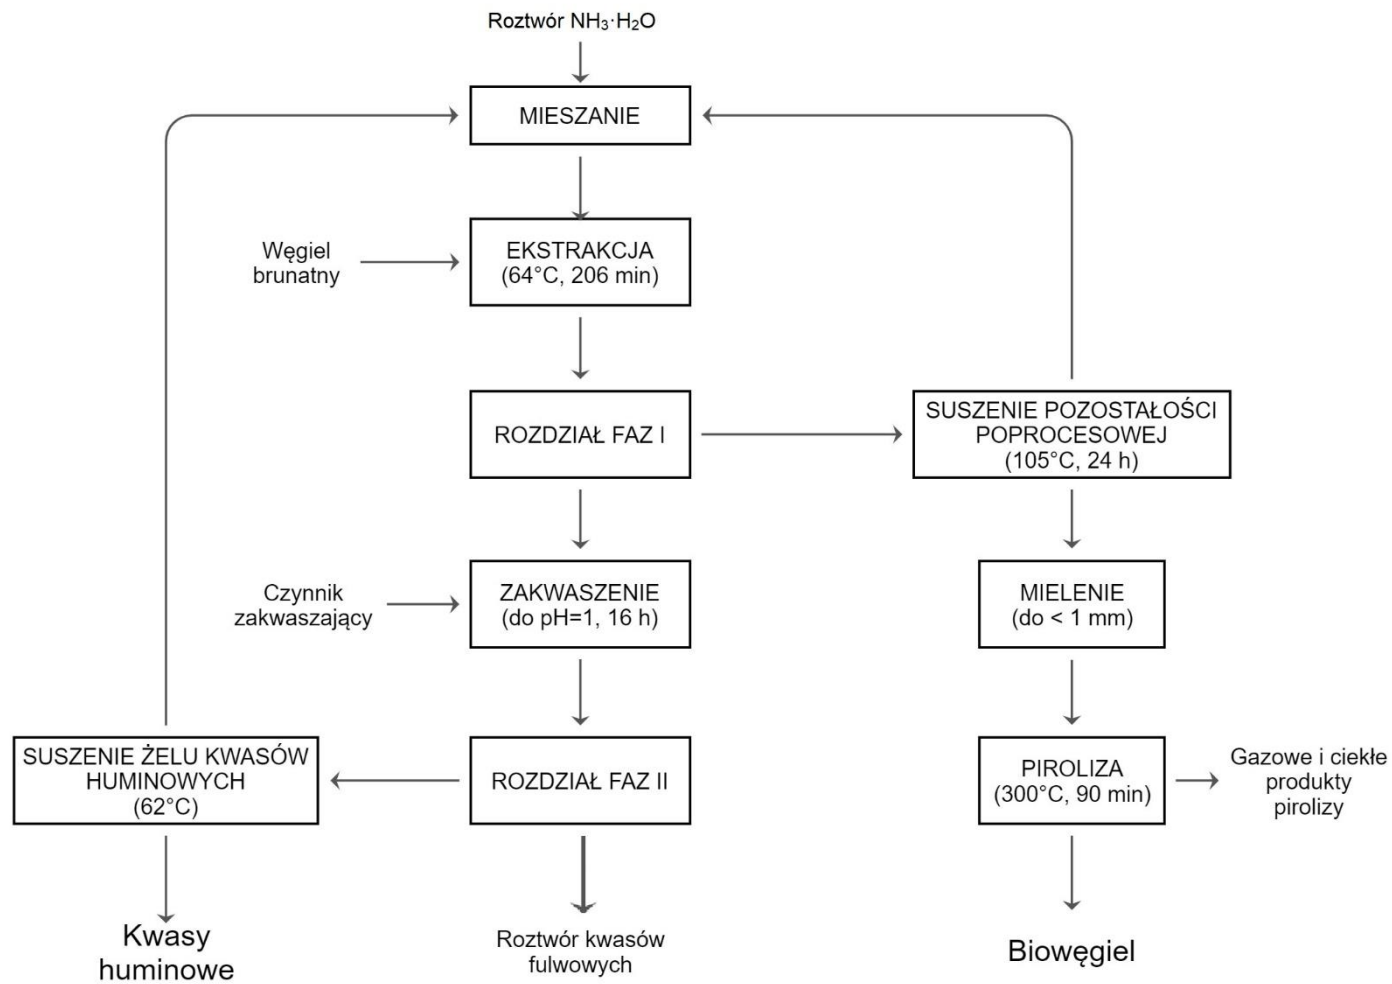 Roztwór NH₃·H₂O
MIESZANIE
Węgiel
brunatny
EKSTRAKCJA
(64°C, 206 min)
ROZDZIAŁ FAZ I
SUSZENIE POZOSTAŁOŚCI
POPROCESOWEJ
(105°C, 24 h)
Czynnik
zakwaszający
ZAKWASZENIE
(do pH=1, 16 h)
MIELENIE
(do < 1 mm)
SUSZENIE ŻELU KWASÓW
HUMINOWYCH
(62°C)
ROZDZIAŁ FAZ II
PIROLIZA
(300°C, 90 min)
Gazowe i ciekłe
produkty
pirolizy
Kwasy
huminowe
Roztwór kwasów
fulwowych
Biowęgiel